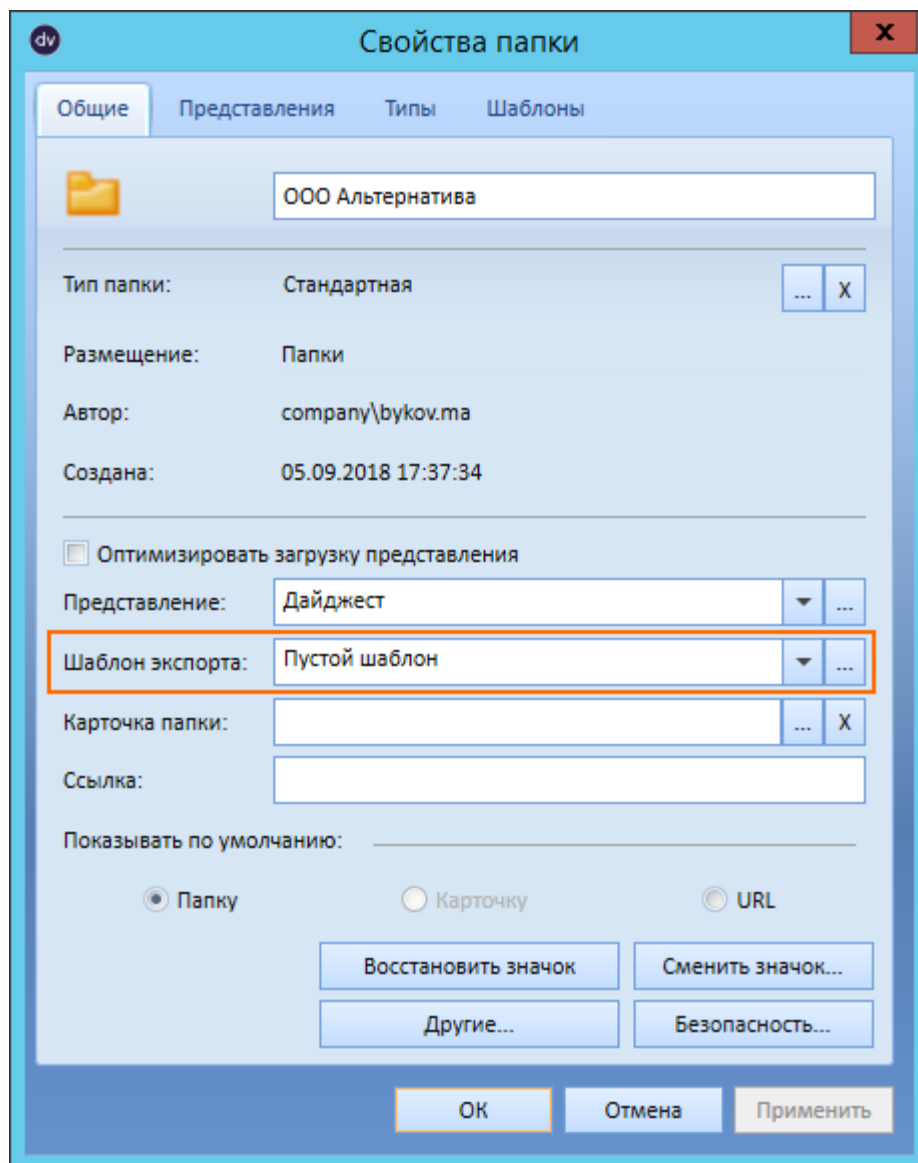 dv Свойства папки x
Общие Представления Типы Шаблоны
ООО Альтернатива
Тип папки: Стандартная ... X
Размещение: Папки
Автор: company\bykov.ma
Создана: 05.09.2018 17:37:34
Оптимизировать загрузку представления
Представление: Дайджест ...
Шаблон экспорта: Пустой шаблон ...
Карточка папки: ... X
Ссылка:
Показывать по умолчанию:
Папку Карточку URL
Восстановить значок Сменить значок...
Другие... Безопасность...
ОК Отмена Применить